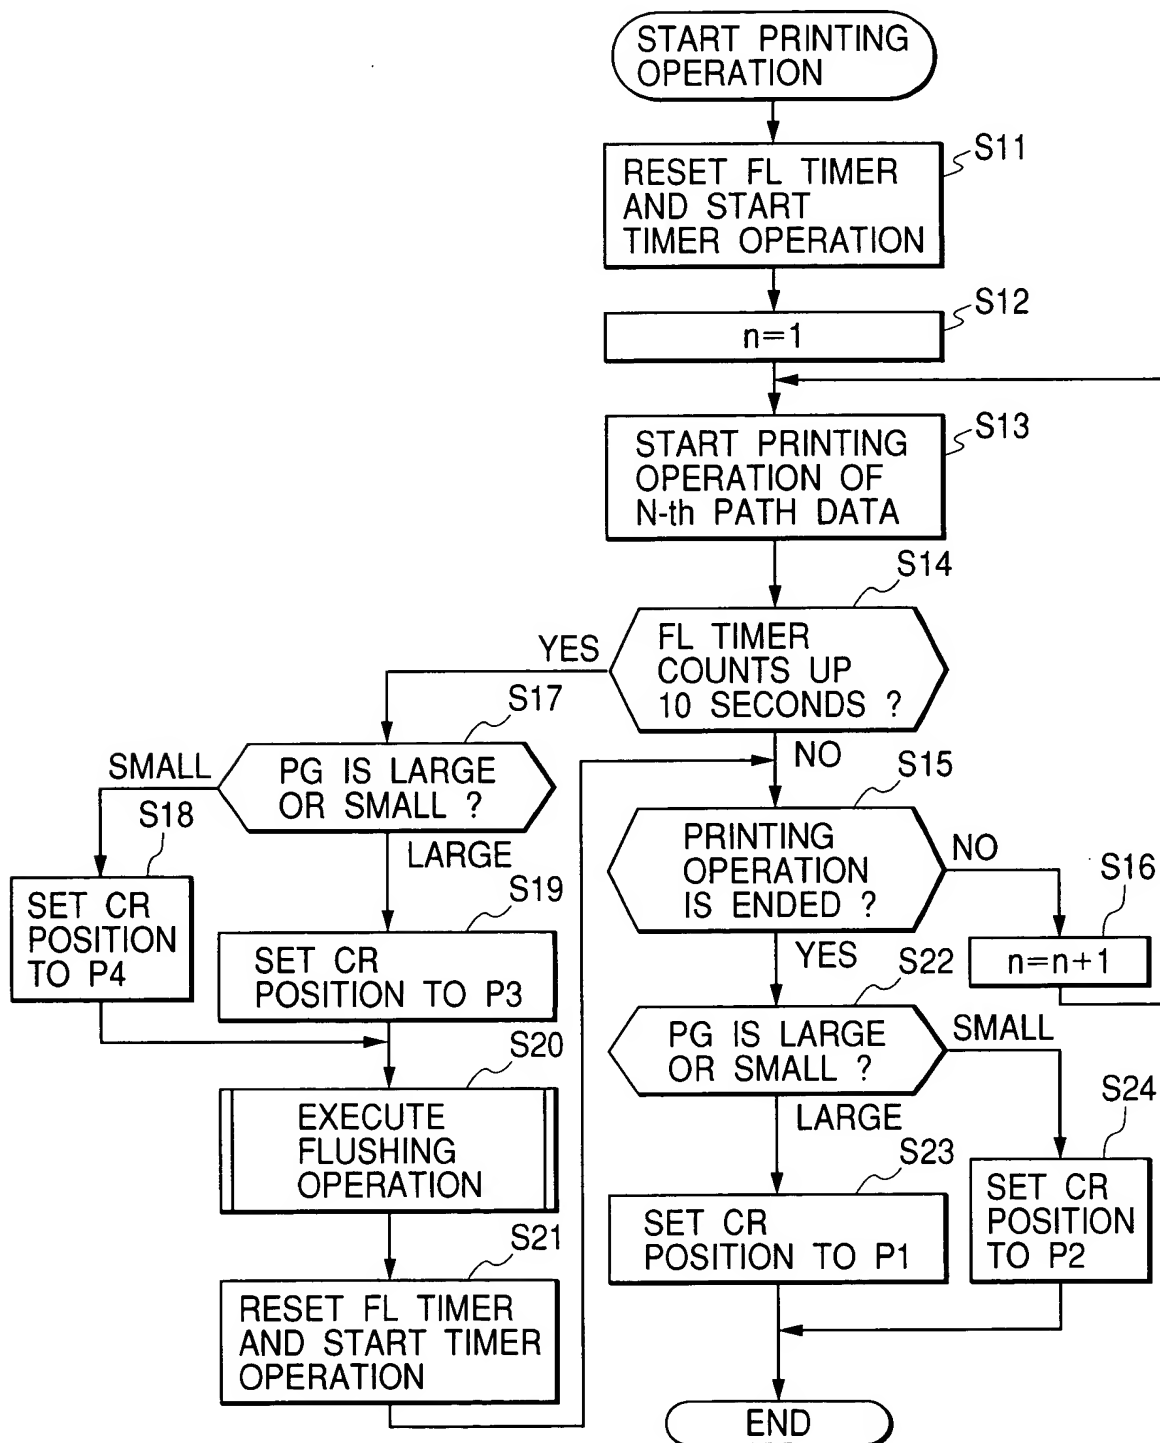 START PRINTING
OPERATION
S11
RESET FL TIMER
AND START
TIMER OPERATION
S12
n=1
S13
START PRINTING
OPERATION OF
N-th PATH DATA
S14
FL TIMER
COUNTS UP
10 SECONDS ?
YES
NO
S17
PG IS LARGE
OR SMALL ?
SMALL
LARGE
S18
SET CR
POSITION
TO P4
S19
SET CR
POSITION TO P3
S20
EXECUTE
FLUSHING
OPERATION
S21
RESET FL TIMER
AND START TIMER
OPERATION
S15
PRINTING
OPERATION
IS ENDED ?
NO
YES
S16
n=n+1
S22
PG IS LARGE
OR SMALL ?
SMALL
LARGE
S23
SET CR
POSITION TO P1
S24
SET CR
POSITION
TO P2
END